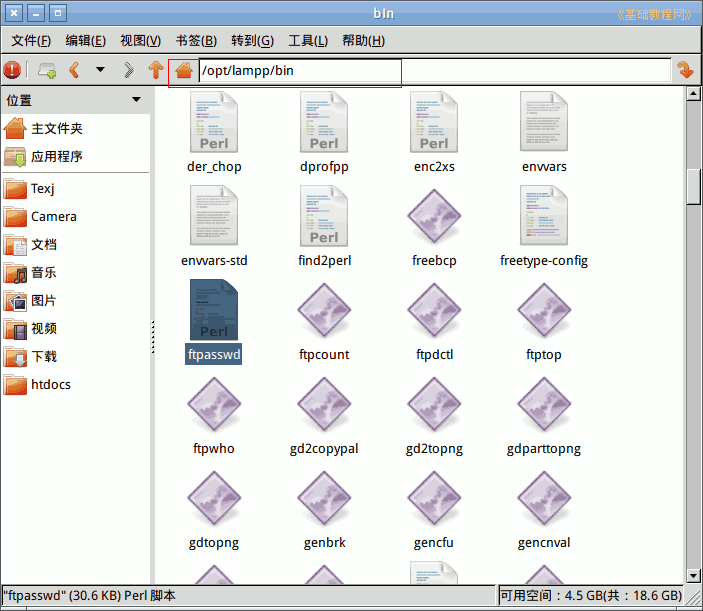 bin
《基础教程网》
文件(F) 编辑(E) 视图(V) 书签(B) 转到(G) 工具(L) 帮助(H)
/opt/lampp/bin
位置
主文件夹
应用程序
Texj
Camera
文档
音乐
图片
视频
下载
htdocs
Perl Perl Perl
der_chop dprofpp enc2xs envvars
Perl
envvars-std find2perl freebcp freetype-config
Perl
ftpasswd ftpcount ftpdctl ftptop
ftpwho gd2copypal gd2topng gdparttopng
gdtopng genbrk gencfu gencnval
"ftpasswd" (30.6 KB) Perl 脚本
可用空间：4.5 GB(共：18.6 GB)